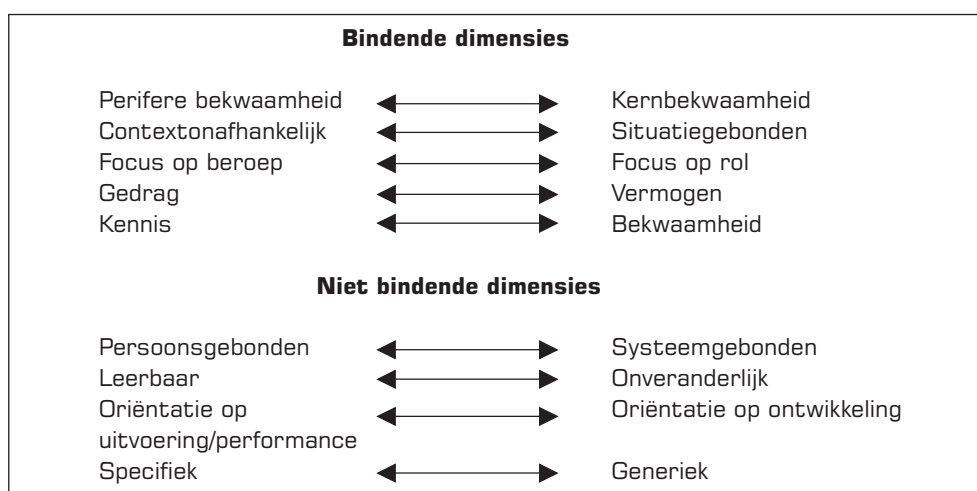 Bindende dimensies
Perifere bekwaamheid Kernbekwaamheid
Contextonafhankelijk Situatiegebonden
Focus op beroep Focus op rol
Gedrag Vermogen
Kennis Bekwaamheid
Niet bindende dimensies
Persoonsgebonden Systeemgebonden
Leerbaar Onveranderlijk
Oriëntatie op Oriëntatie op ontwikkeling
uitvoering/performance
Specifiek Generiek